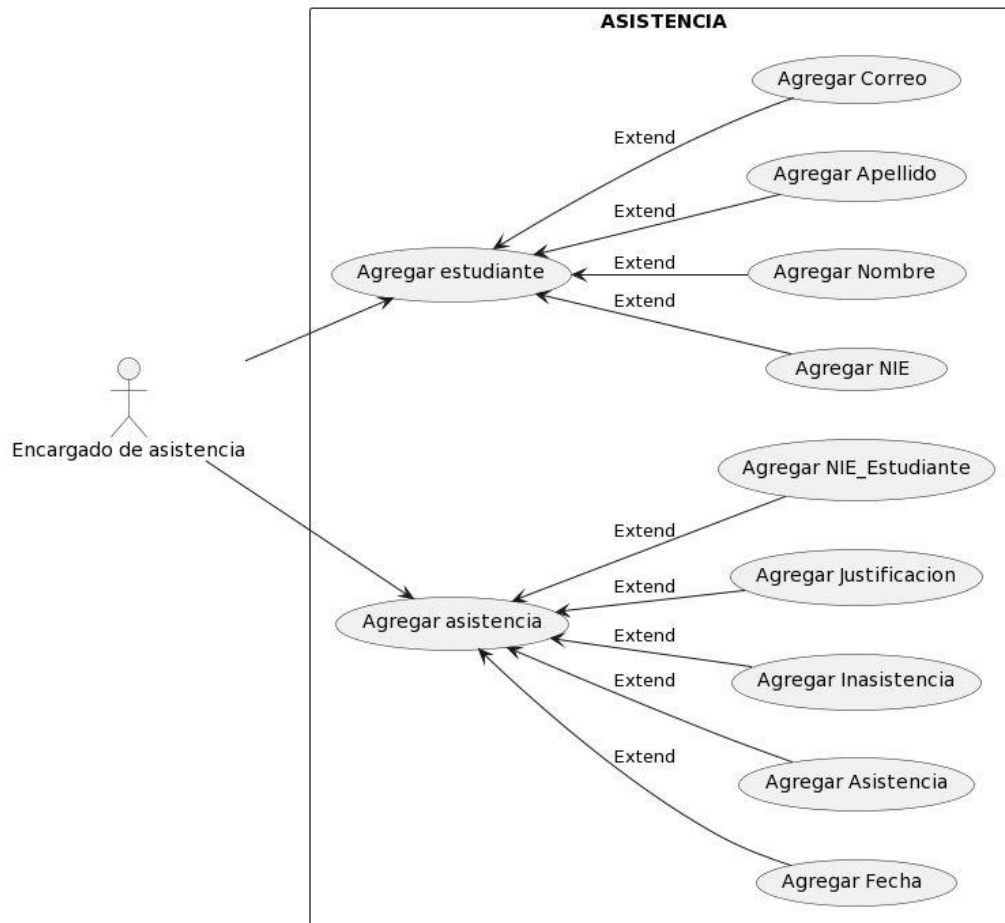 ASISTENCIA
Agregar Correo
Extend
Agregar Apellido
Extend
Agregar estudiante
Extend
Agregar Nombre
Extend
Agregar NIE
Encargado de asistencia
Agregar NIE_Estudiante
Extend
Agregar Justificacion
Extend
Agregar asistencia
Extend
Agregar Inasistencia
Extend
Agregar Asistencia
Extend
Agregar Fecha